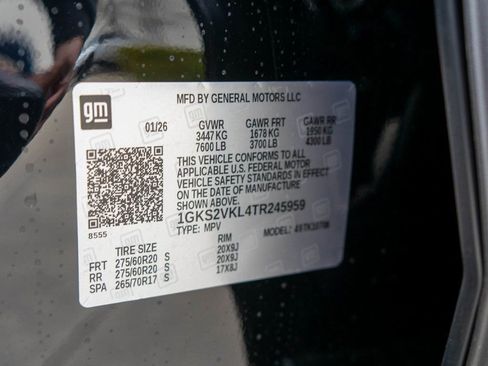 gm
MFD BY GENERAL MOTORS LLC
01/26 GVWR GAWR FRT GAWR RR
3447 KG 1678 KG 1950 KG
7600 LB 3700 LB 4300 LB
THIS VEHICLE CONFORMS TO ALL
APPLICABLE U.S. FEDERAL MOTOR
VEHICLE SAFETY STANDARDS IN EFFECT
ON THE DATE OF MANUFACTURE
SHOWN ABOVE.
1GKS2VKL4TR245959
8555 TYPE: MPV MODEL:
TIRE SIZE RIM
FRT 275/60R20 S 20X9J
RR 275/60R20 S 20X9J
SPA 265/70R17 S 17X8J